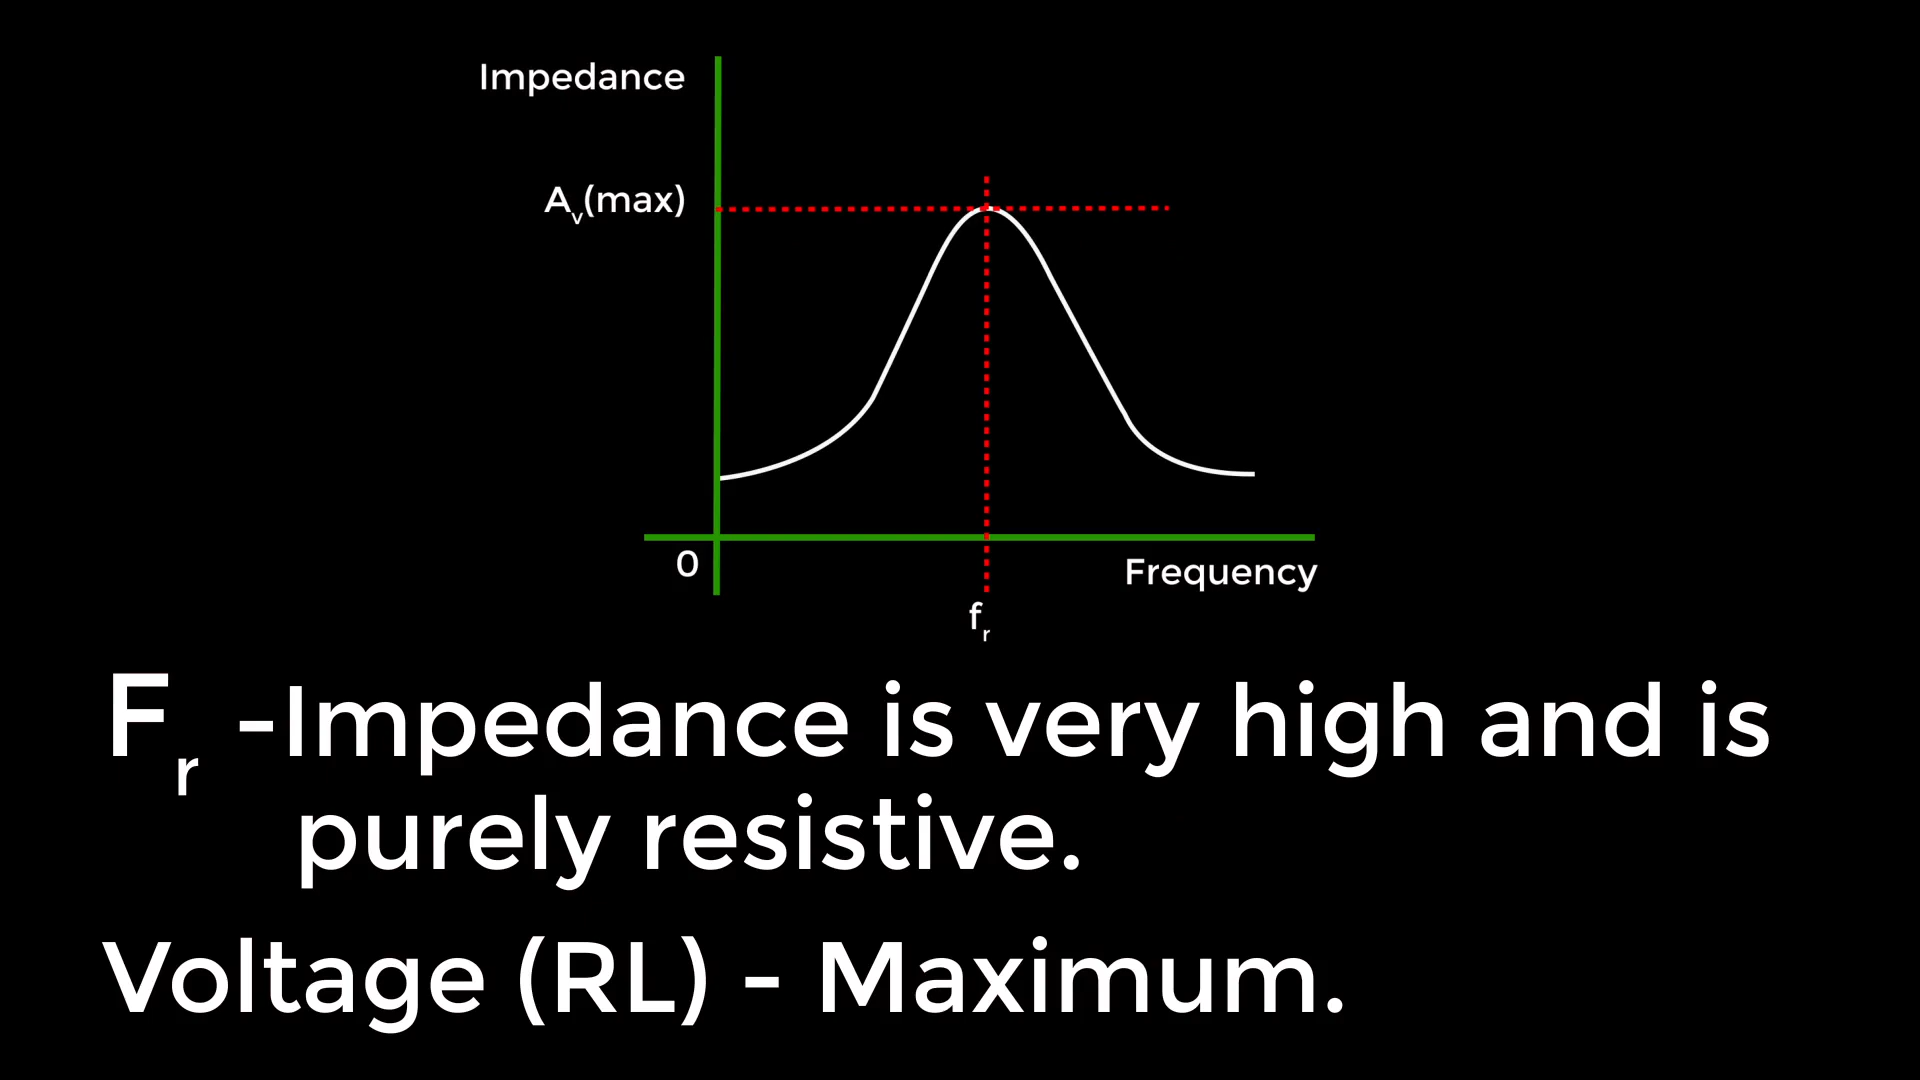 Impedance
Av(max)
0
Frequency
fr
Fr -Impedance is very high and is
purely resistive.
Voltage (RL) - Maximum.